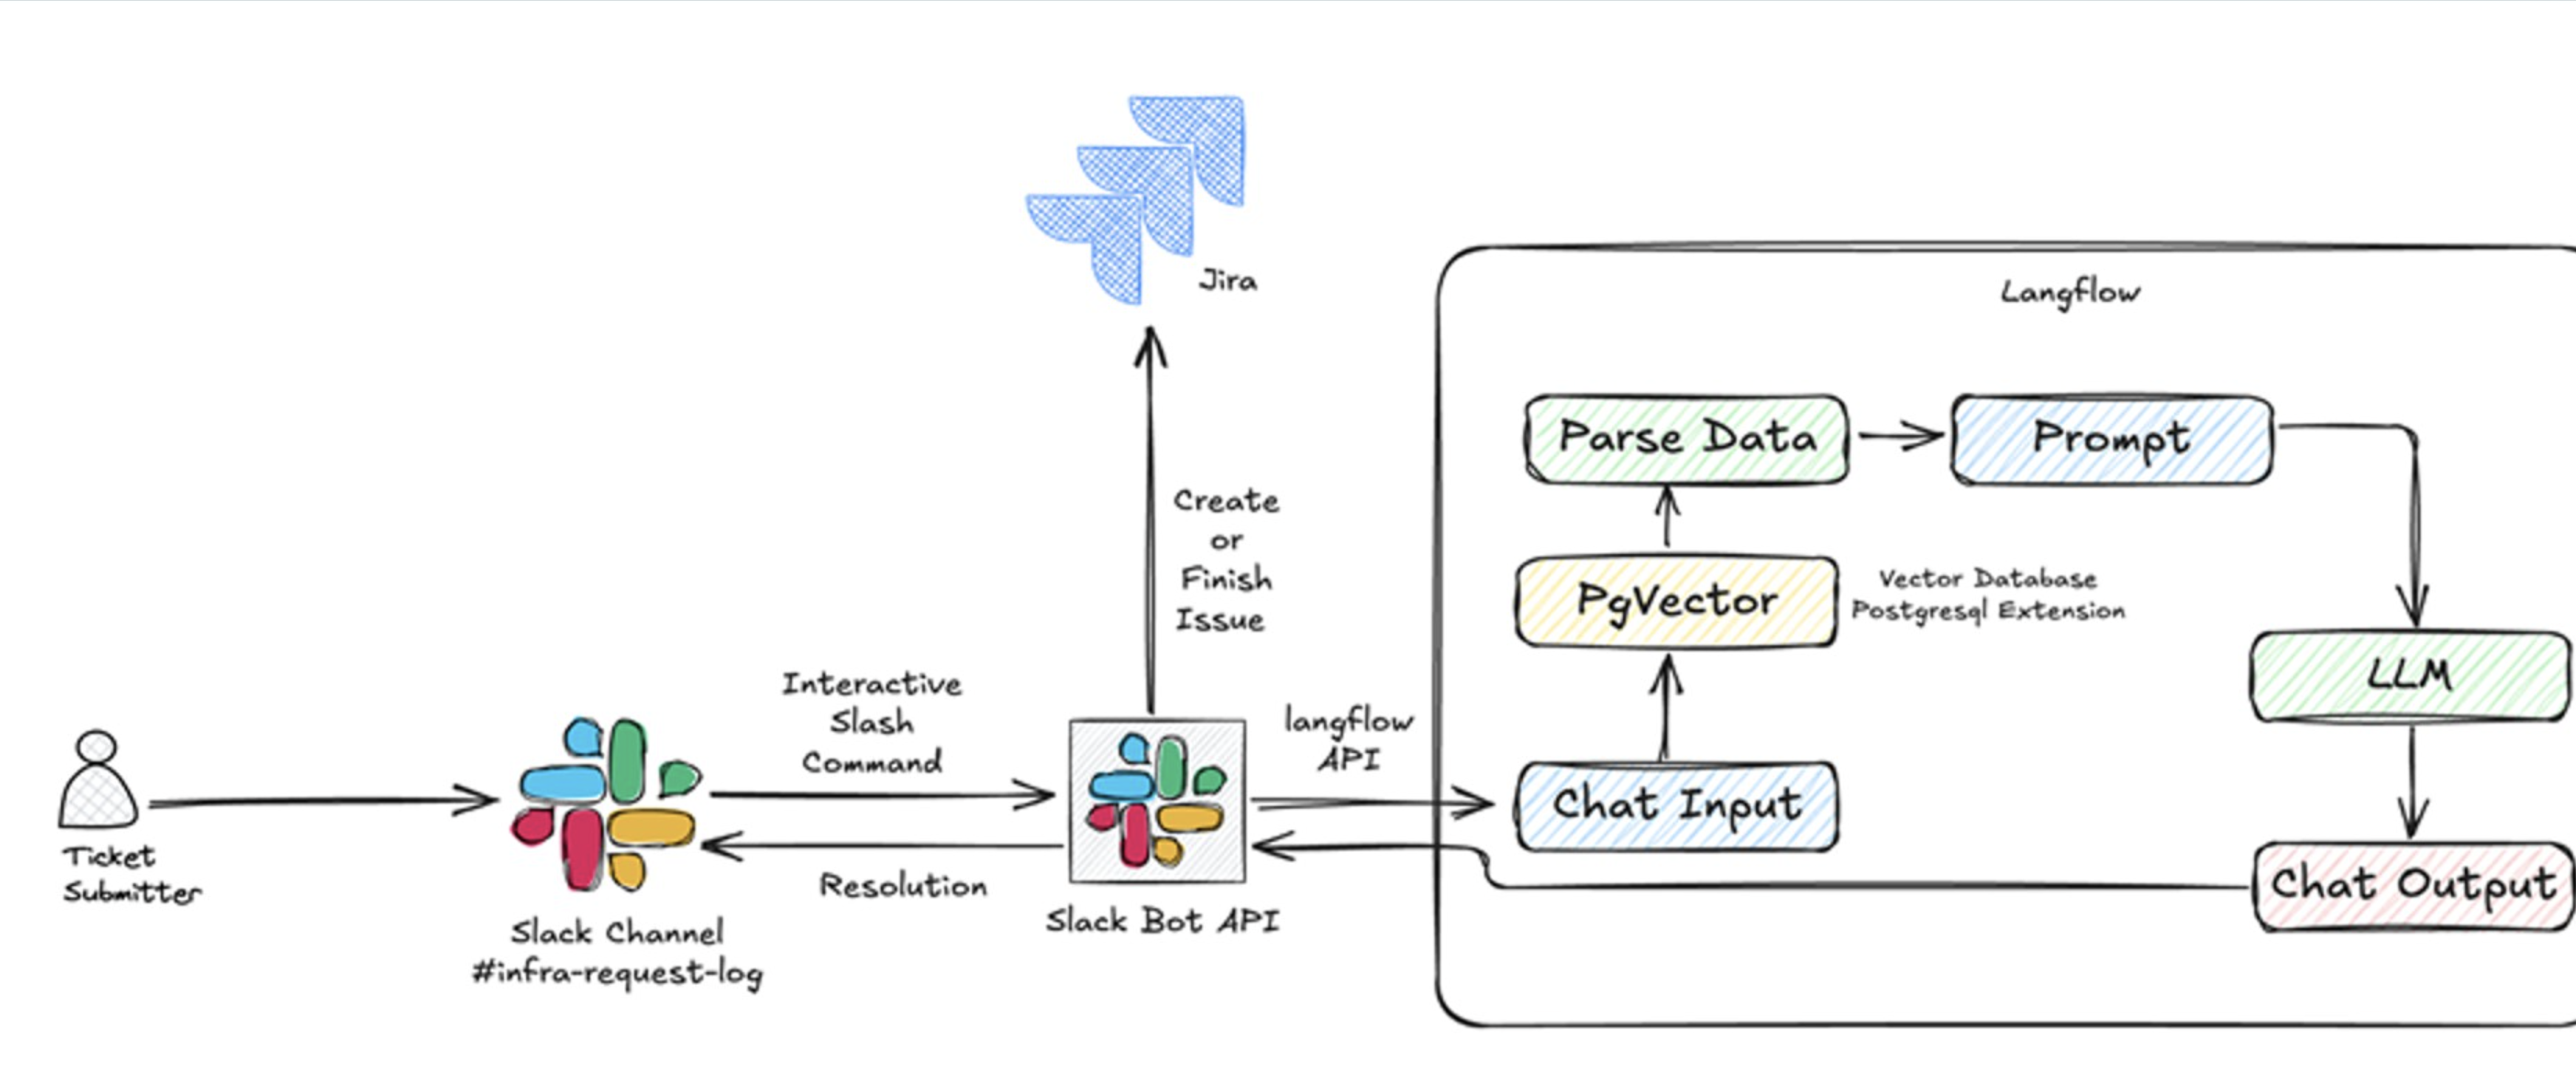 Jira
Langflow
Parse Data
Prompt
Create
or
Finish
Issue
PgVector
Vector Database
Postgresql Extension
LLM
Interactive
Slash
Command
langflow
API
Chat Input
Ticket
Submitter
Resolution
Chat Output
Slack Channel
#infra-request-log
Slack Bot API